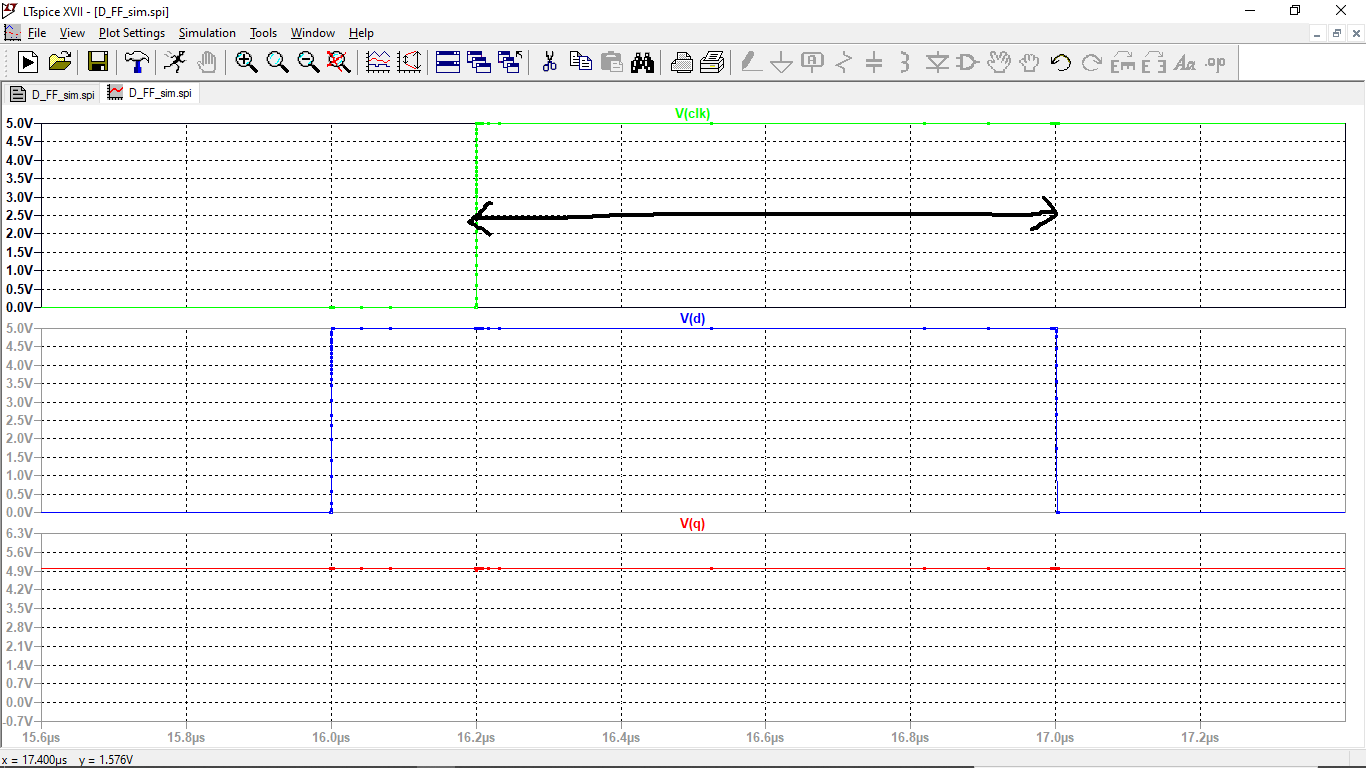 LTspice XVII - [D_FF_sim.spi]
File View Plot Settings Simulation Tools Window Help
Aa .op
D_FF_sim.spi D_FF_sim.spi
V(clk)
5.0V
4.5V
4.0V
3.5V
3.0V
2.5V
2.0V
1.5V
1.0V
0.5V
0.0V
V(d)
5.0V
4.5V
4.0V
3.5V
3.0V
2.5V
2.0V
1.5V
1.0V
0.5V
0.0V
V(q)
6.3V
5.6V
4.9V
4.2V
3.5V
2.8V
2.1V
1.4V
0.7V
0.0V
-0.7V
15.6µs 15.8µs 16.0µs 16.2µs 16.4µs 16.6µs 16.8µs 17.0µs 17.2µs
x = 17.400µs y = 1.576V